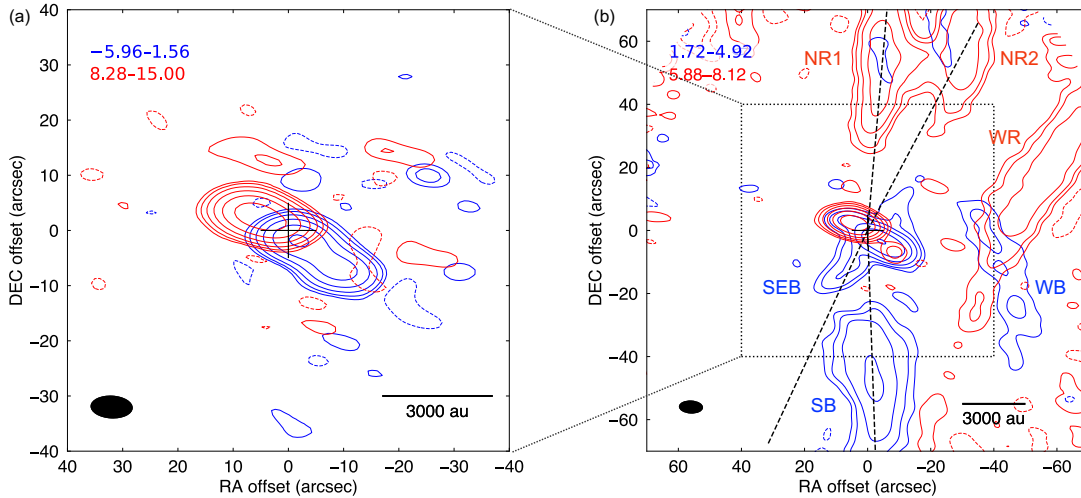 (a)
−5.96–1.56
8.28–15.00
3000 au
DEC offset (arcsec)
40
30
20
10
0
−10
−20
−30
−40
40
30
20
10
0
−10
−20
−30
−40
RA offset (arcsec)
(b)
1.72–4.92
5.88–8.12
NR1
NR2
WR
SEB
WB
SB
3000 au
DEC offset (arcsec)
60
40
20
0
−20
−40
−60
60
40
20
0
−20
−40
−60
RA offset (arcsec)